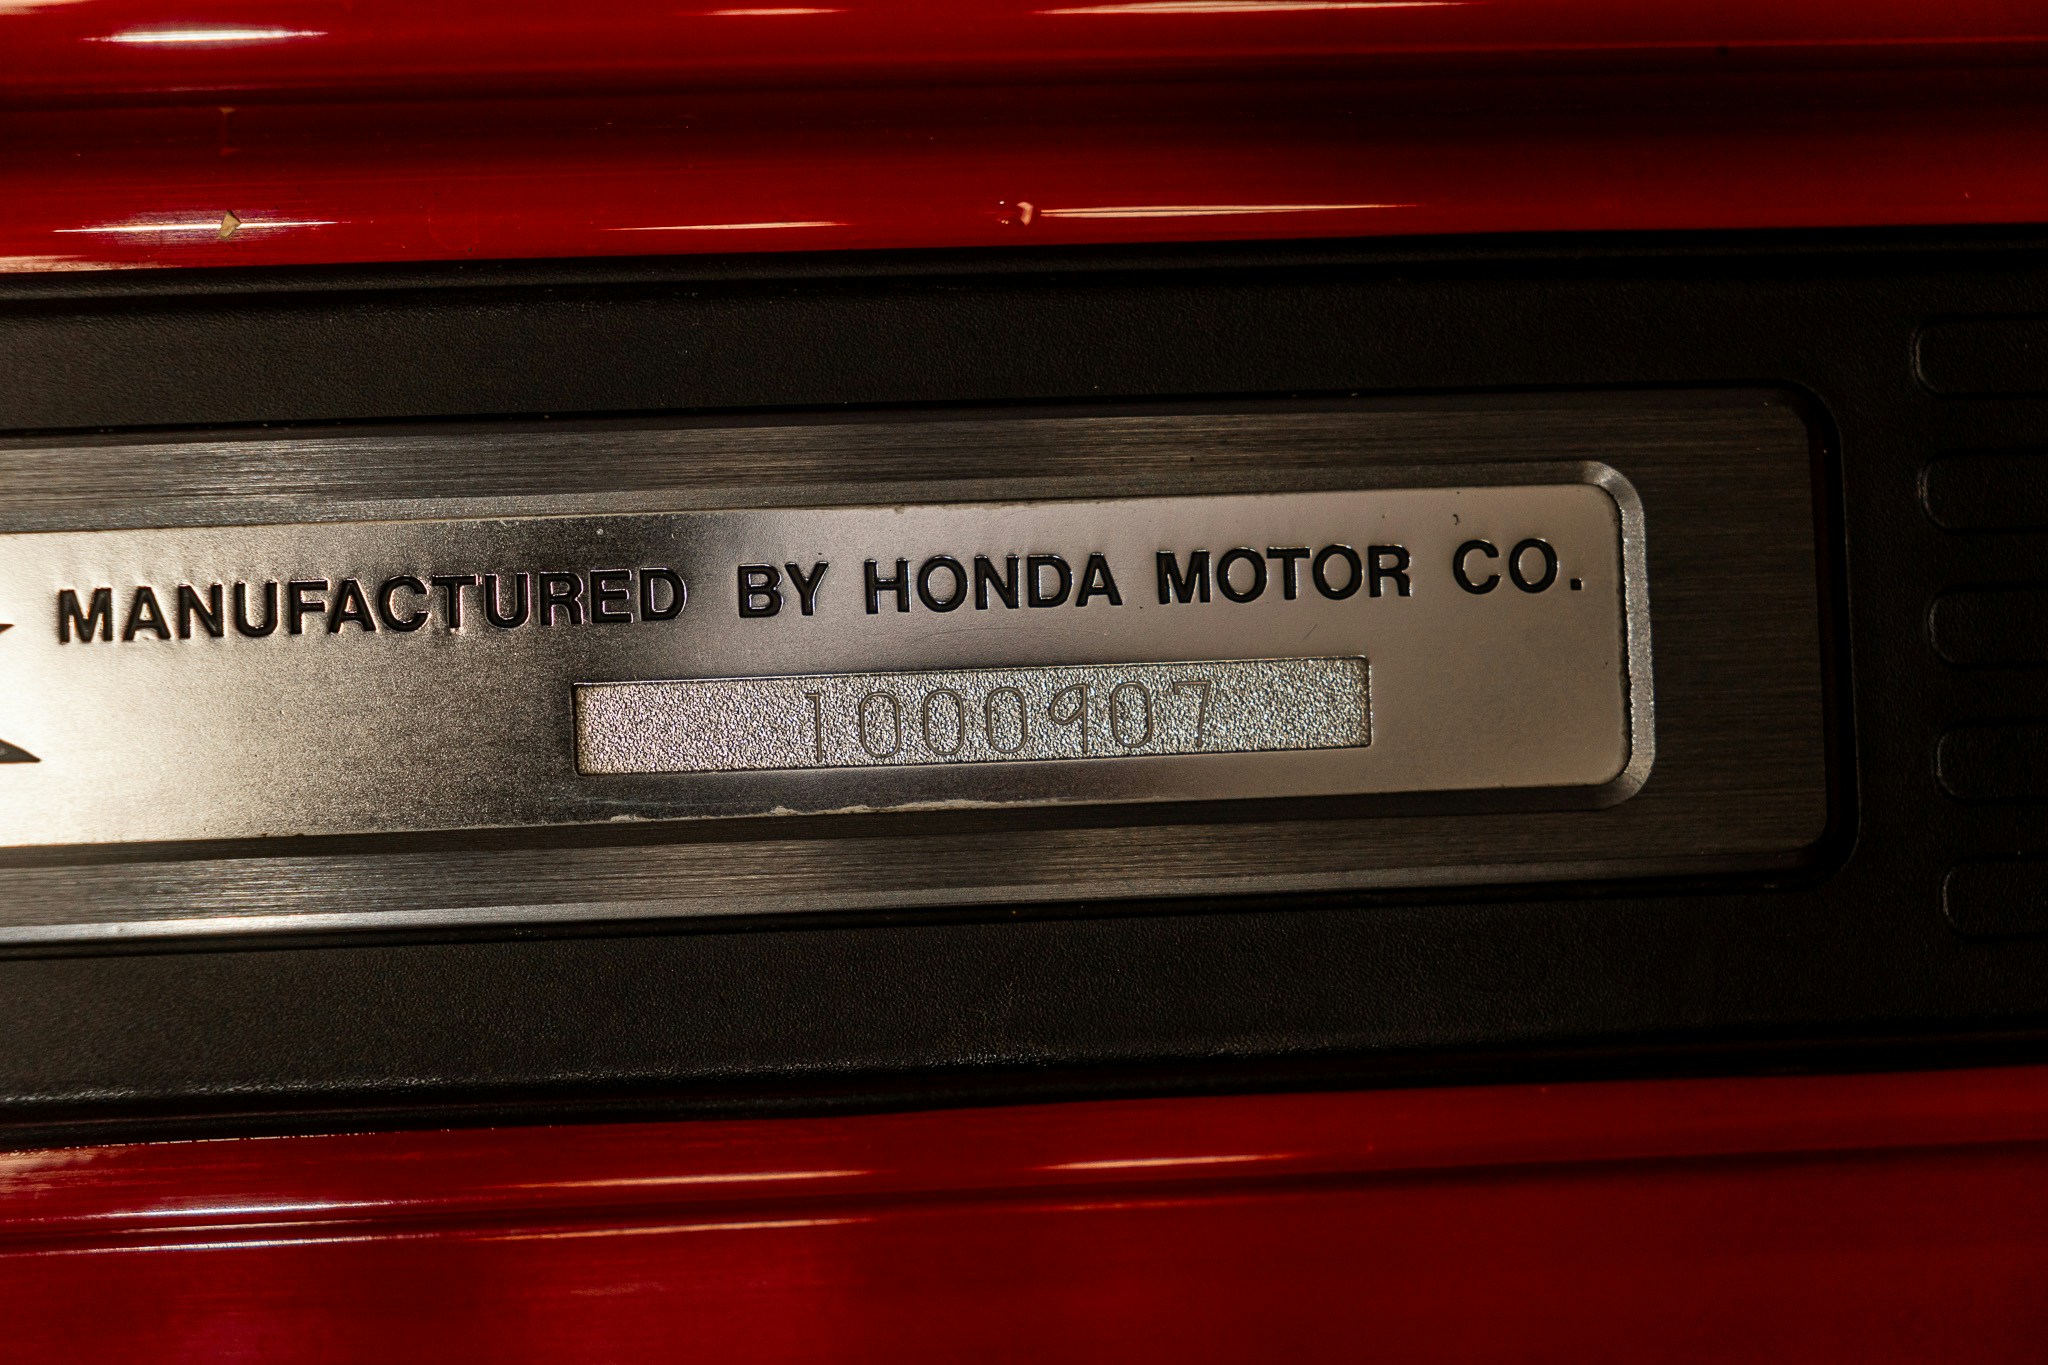 MANUFACTURED BY HONDA MOTOR CO.
1000907